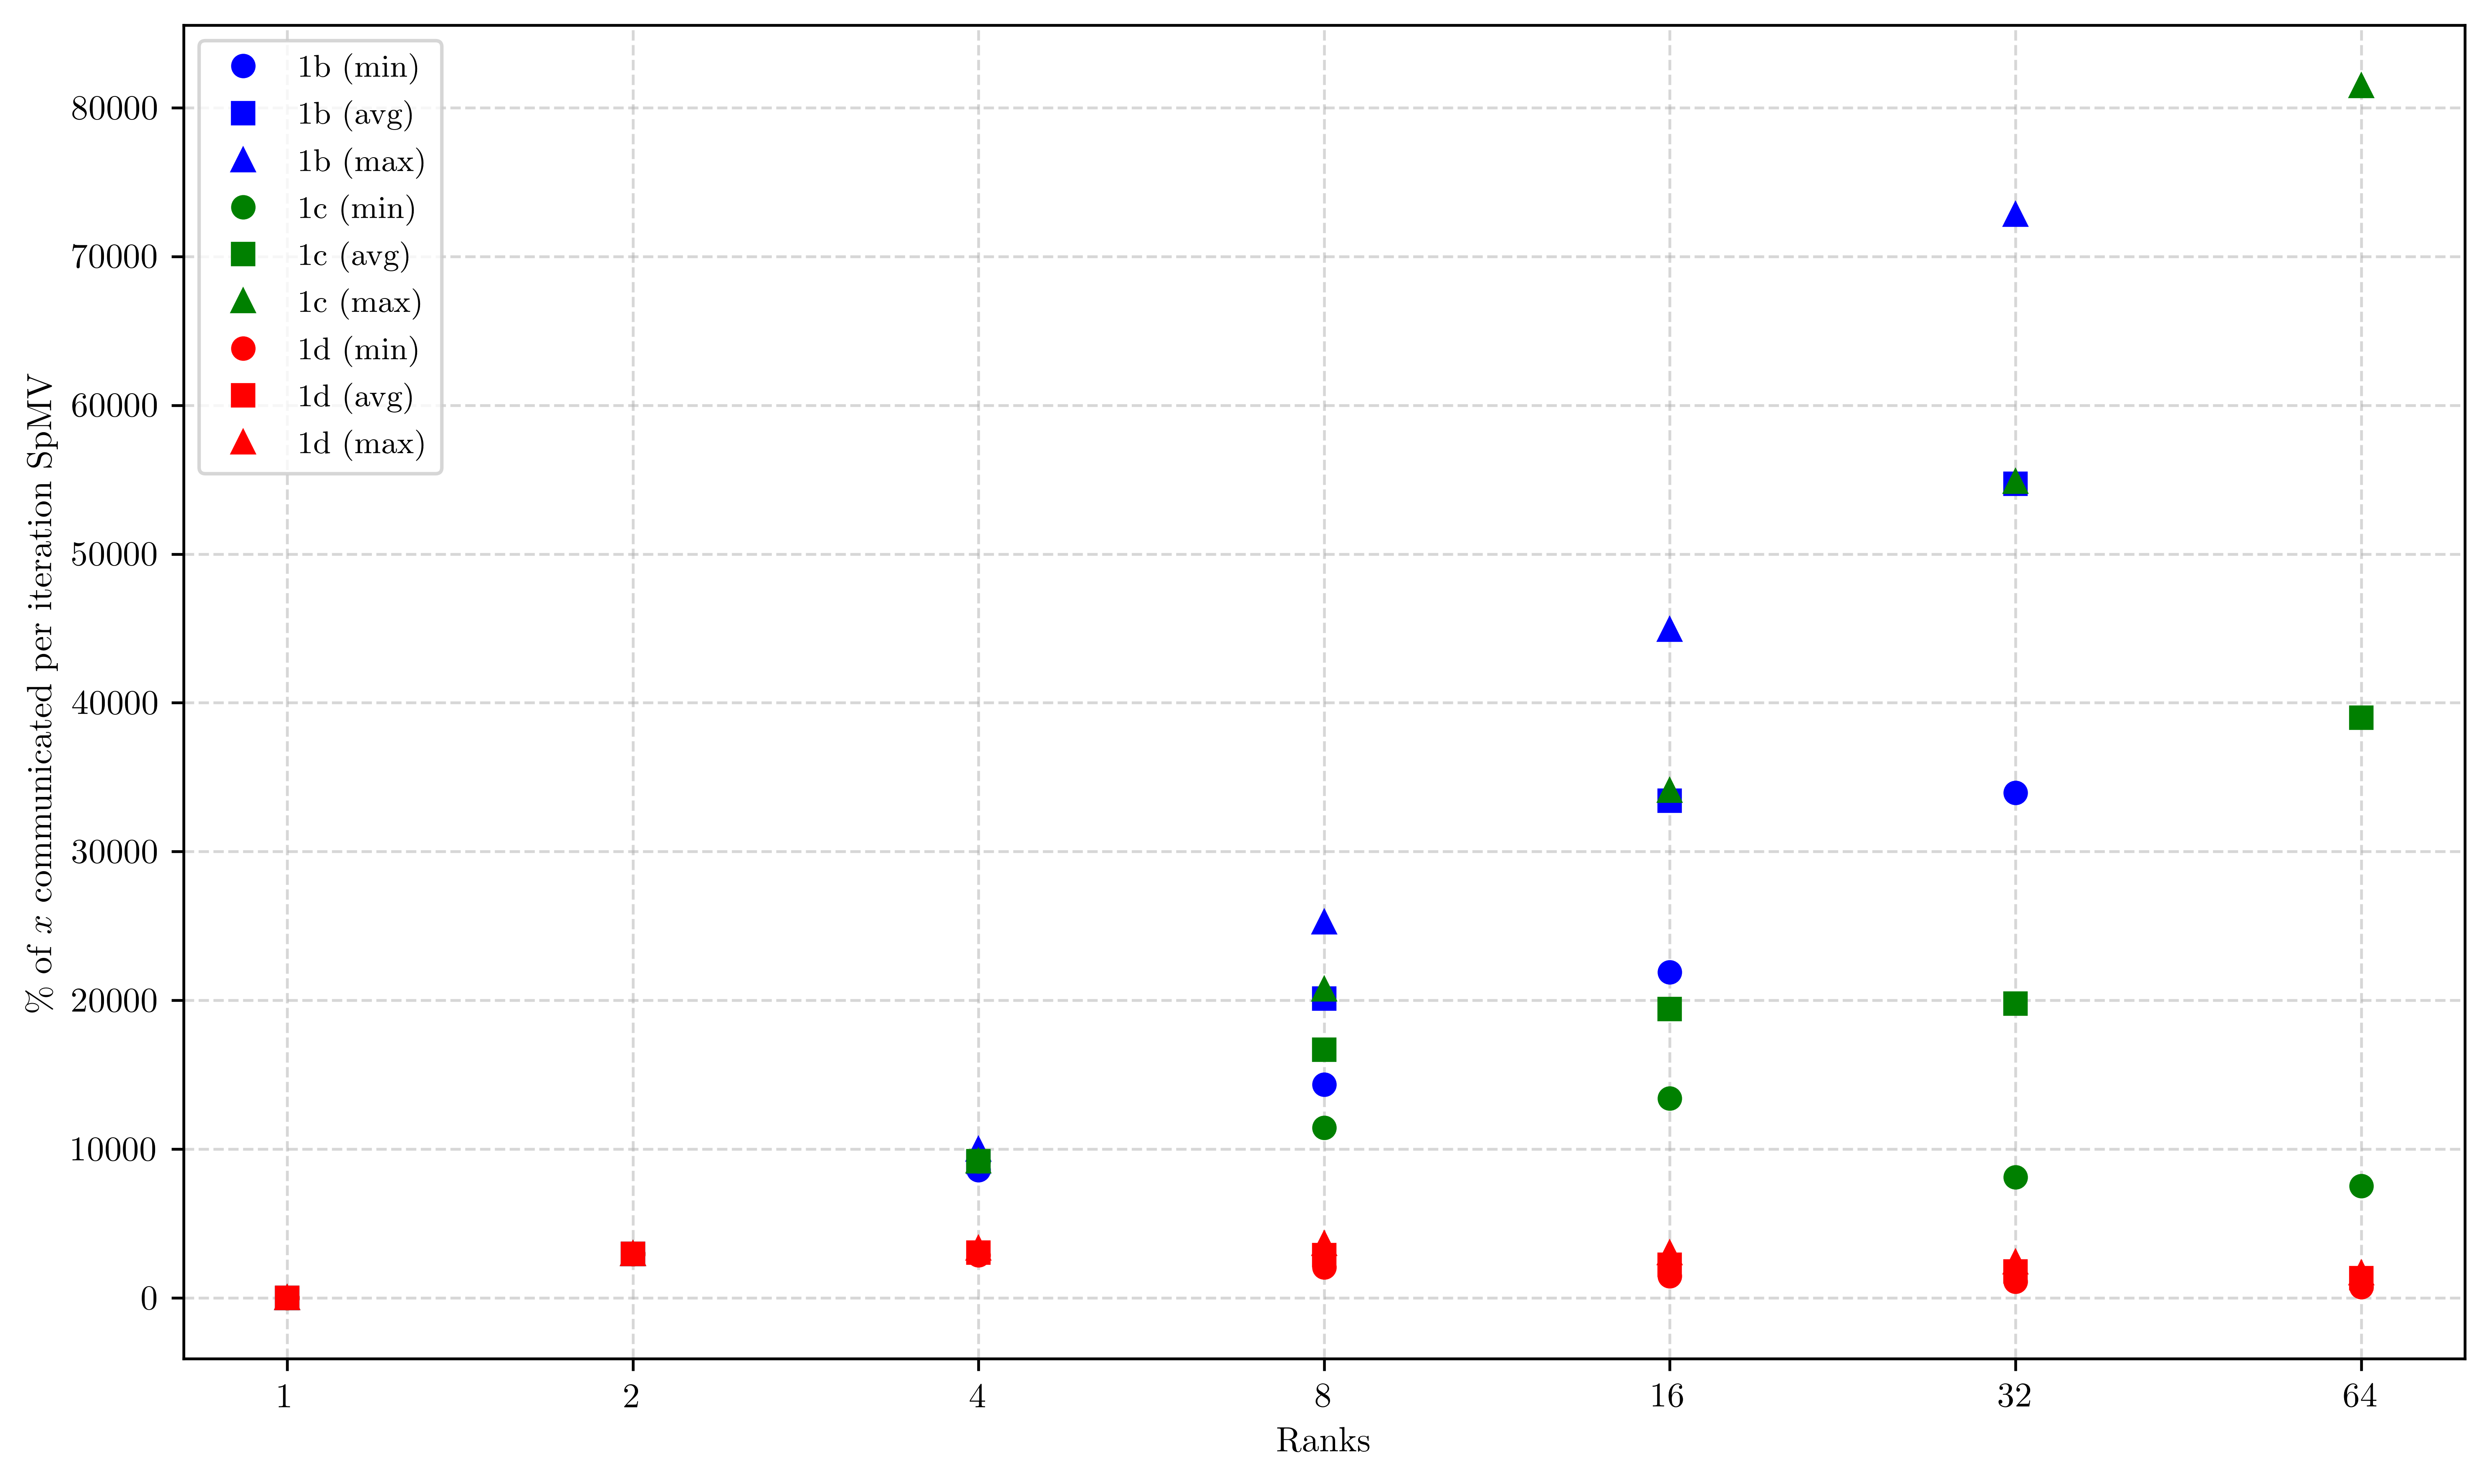 1b (min)
1b (avg)
1b (max)
1c (min)
1c (avg)
1c (max)
1d (min)
1d (avg)
1d (max)
80000
70000
60000
50000
40000
30000
20000
10000
0
% of x communicated per iteration SpMV
1 2 4 8 16 32 64
Ranks